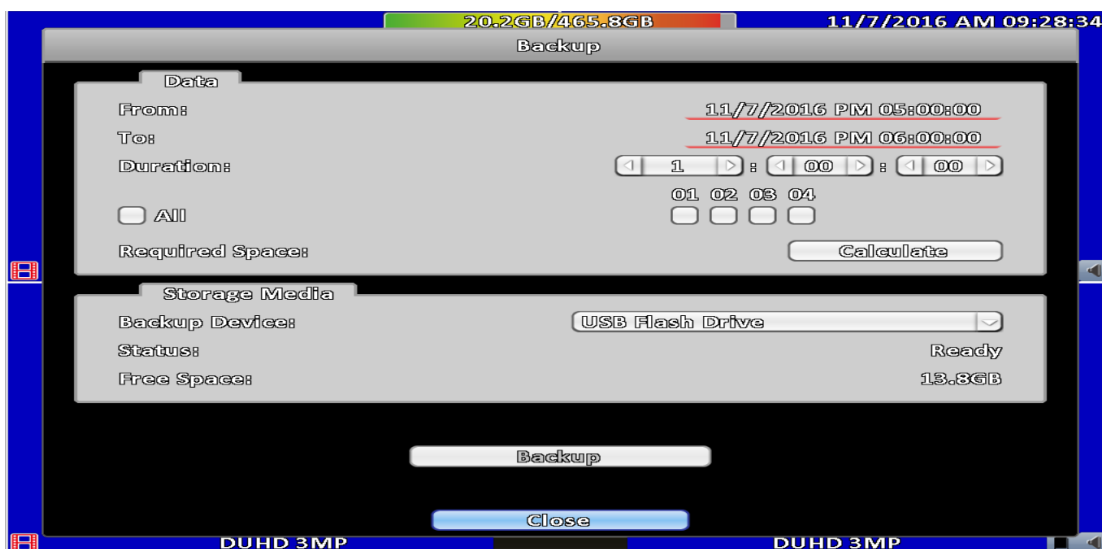 20.2GB/465.8GB 11/7/2016 AM 09:28:34
Backup
Data
From: 11/7/2016 PM 05:00:00
To: 11/7/2016 PM 06:00:00
Duration: 1 : 00 : 00
01 02 03 04
All
Required Space: Calculate
Storage Media
Backup Device: USB Flash Drive
Status: Ready
Free Space: 13.8GB
Backup
Close
DUHD 3MP DUHD 3MP